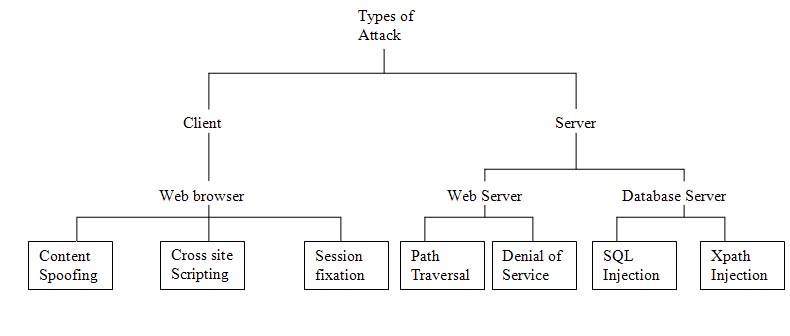 Types of
Attack
Client
Server
Web browser
Web Server
Database Server
Content
Spoofing
Cross site
Scripting
Session
fixation
Path
Traversal
Denial of
Service
SQL
Injection
Xpath
Injection